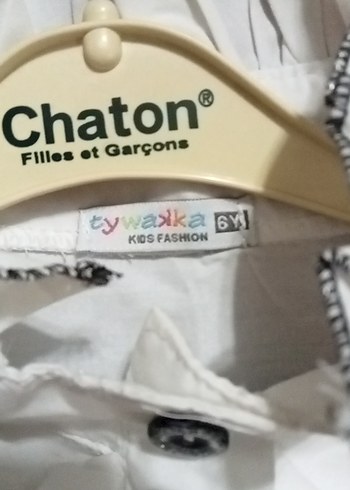 Chaton®
Filles et Garçons
tywakka 6Y
KIDS FASHION